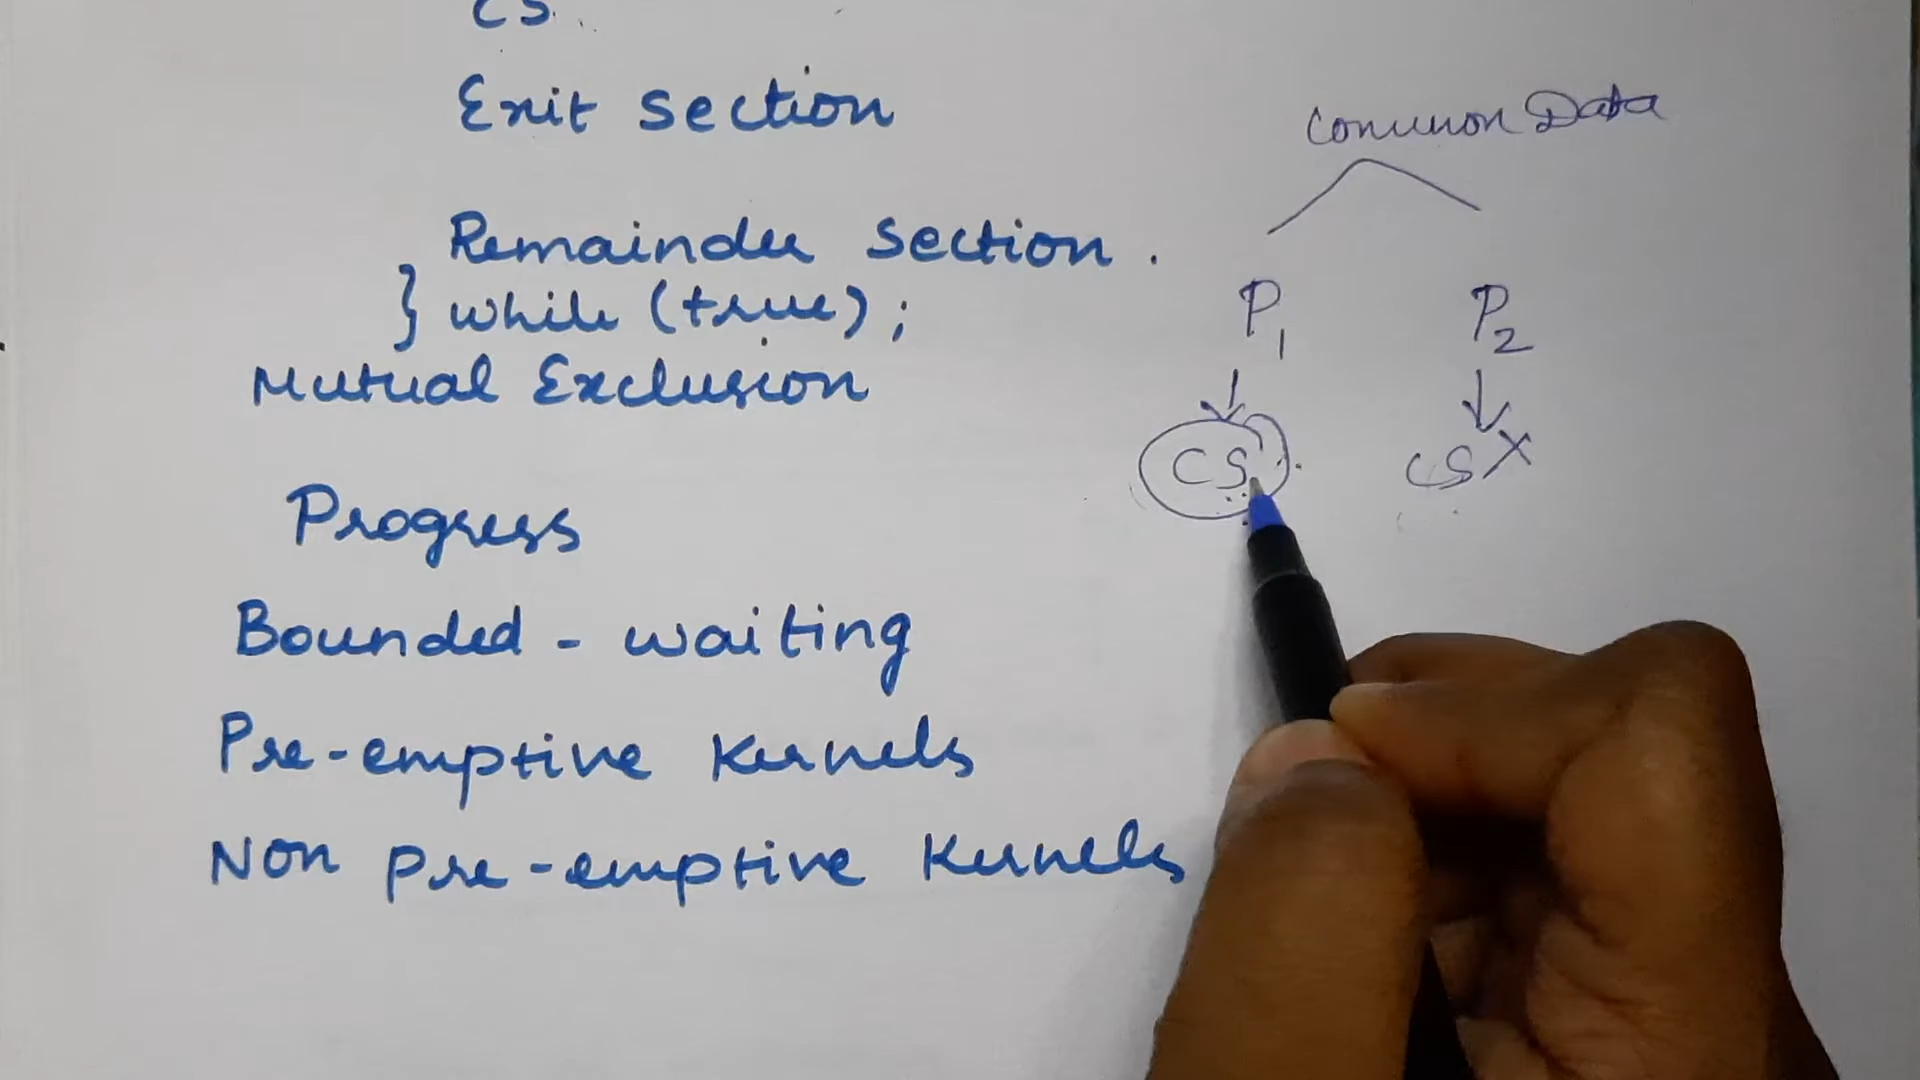 CS
Exit section
Remainder section.
} while (true);
Mutual Exclusion
Progress
Bounded - waiting
Pre-emptive Kernels
Non pre-emptive Kernels
Common Data
P1 P2
CS CS X